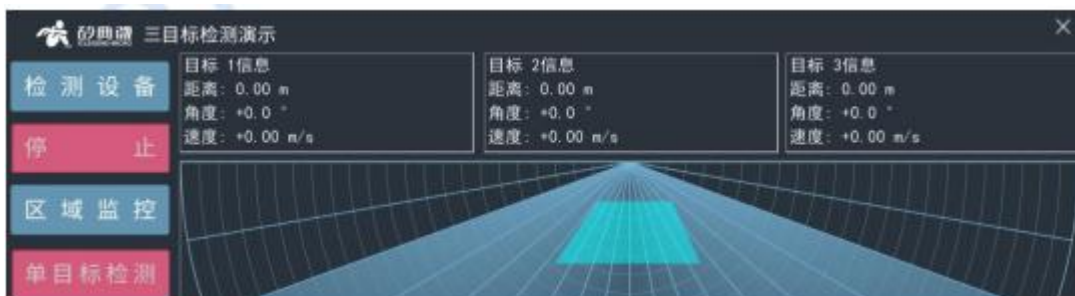 矽典微 三目标检测演示
检测设备
停止
区域监控
单目标检测
目标 1信息
距离: 0.00 m
角度: +0.0 °
速度: +0.00 m/s
目标 2信息
距离: 0.00 m
角度: +0.0 °
速度: +0.00 m/s
目标 3信息
距离: 0.00 m
角度: +0.0 °
速度: +0.00 m/s